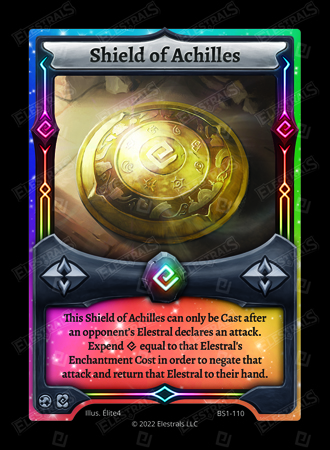 Shield of Achilles
This Shield of Achilles can only be Cast after
an opponent's Elestral declares an attack.
Expend equal to that Elestral's
Enchantment Cost in order to negate that
attack and return that Elestral to their hand.
Illus. Élite4
BS1-110
© 2022 Elestrals LLC
ELESTRALS